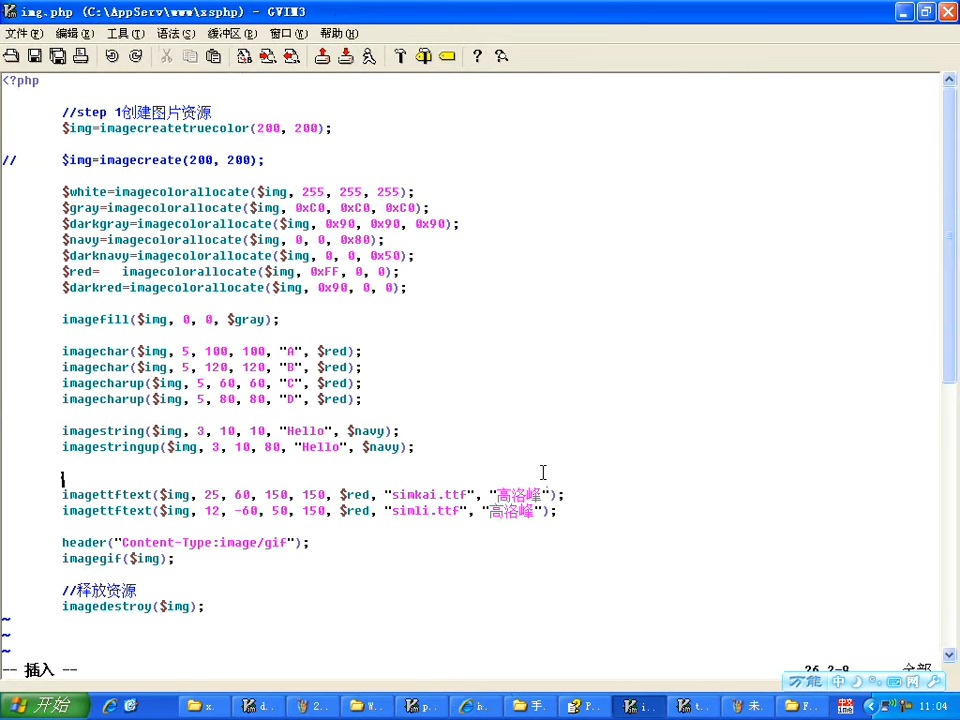 img.php (C:\AppServ\www\xsphp) - GVIM3
文件(F) 编辑(E) 工具(T) 语法(S) 缓冲区(B) 窗口(W) 帮助(H)
<?php
//step 1创建图片资源
$img=imagecreatetruecolor(200, 200);
// $img=imagecreate(200, 200);
$white=imagecolorallocate($img, 255, 255, 255);
$gray=imagecolorallocate($img, 0xC0, 0xC0, 0xC0);
$darkgray=imagecolorallocate($img, 0x90, 0x90, 0x90);
$navy=imagecolorallocate($img, 0, 0, 0x80);
$darknavy=imagecolorallocate($img, 0, 0, 0x50);
$red= imagecolorallocate($img, 0xFF, 0, 0);
$darkred=imagecolorallocate($img, 0x90, 0, 0);
imagefill($img, 0, 0, $gray);
imagechar($img, 5, 100, 100, "A", $red);
imagechar($img, 5, 120, 120, "B", $red);
imagecharup($img, 5, 60, 60, "C", $red);
imagecharup($img, 5, 80, 80, "D", $red);
imagestring($img, 3, 10, 10, "Hello", $navy);
imagestringup($img, 3, 10, 80, "Hello", $navy);
imagettftext($img, 25, 60, 150, 150, $red, "simkai.ttf", "高洛峰");
imagettftext($img, 12, -60, 50, 150, $red, "simli.ttf", "高洛峰");
header("Content-Type:image/gif");
imagegif($img);
//释放资源
imagedestroy($img);
~
~
~
-- 插入 --
万能 中
开始 x. d.. 2. W.. p.. h.. 手. P.. i.. t.. 未. F.. 11:04